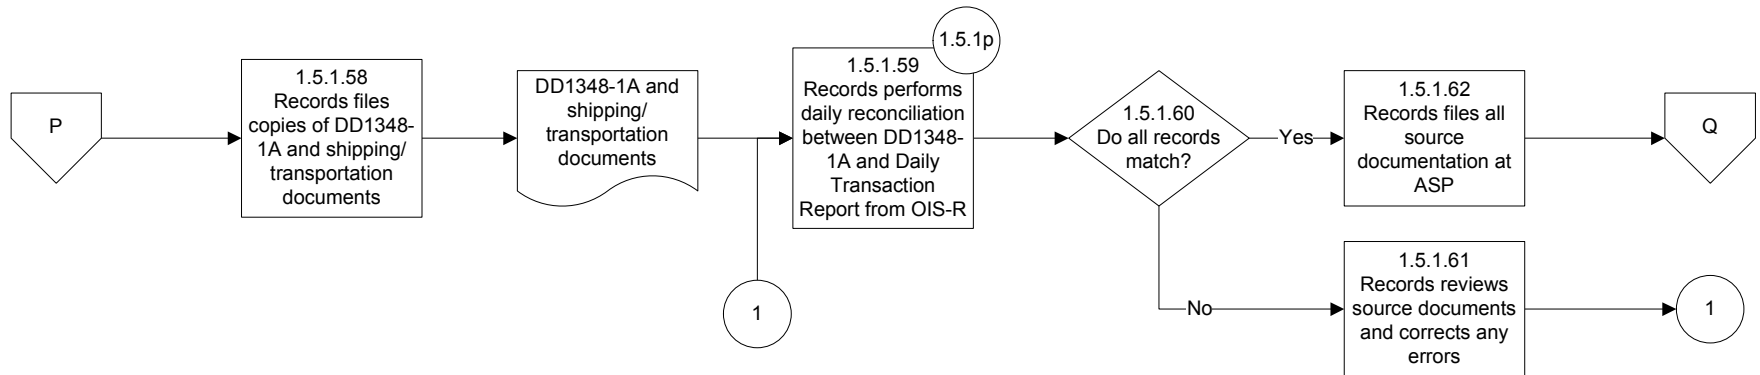 P
1.5.1.58
Records files
copies of DD1348-
1A and shipping/
transportation
documents
DD1348-1A and
shipping/
transportation
documents
1.5.1p
1.5.1.59
Records performs
daily reconciliation
between DD1348-
1A and Daily
Transaction
Report from OIS-R
1
1.5.1.60
Do all records
match?
Yes
1.5.1.62
Records files all
source
documentation at
ASP
Q
No
1.5.1.61
Records reviews
source documents
and corrects any
errors
1